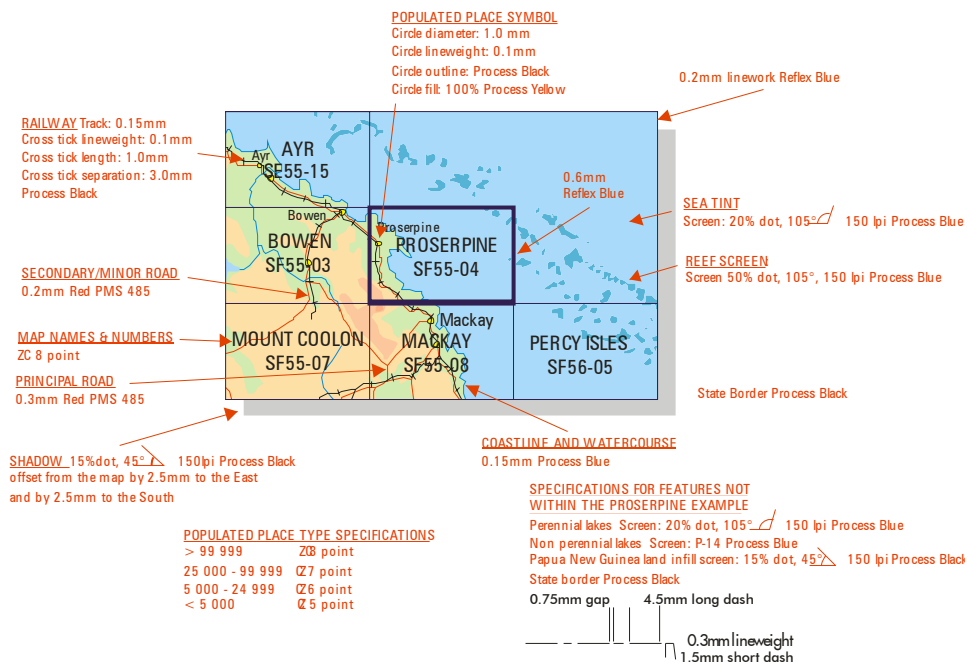 POPULATED PLACE SYMBOL
Circle diameter: 1.0 mm
Circle lineweight: 0.1mm
Circle outline: Process Black
Circle fill: 100% Process Yellow
0.2mm linework Reflex Blue
RAILWAY Track: 0.15mm
Cross tick lineweight: 0.1mm
Cross tick length: 1.0mm
Cross tick separation: 3.0mm
Process Black
Ayr
AYR
SE55-15
0.6mm
Reflex Blue
SEA TINT
Screen: 20% dot, 105° 150 lpi Process Blue
Bowen
Proserpine
BOWEN
SF55-03
PROSERPINE
SF55-04
REEF SCREEN
Screen 50% dot, 105°, 150 lpi Process Blue
SECONDARY/MINOR ROAD
0.2mm Red PMS 485
Mackay
MAP NAMES & NUMBERS
ZC 8 point
MOUNT COOLON
SF55-07
MACKAY
SF55-08
PERCY ISLES
SF56-05
PRINCIPAL ROAD
0.3mm Red PMS 485
State Border Process Black
COASTLINE AND WATERCOURSE
0.15mm Process Blue
SHADOW 15%dot, 45° 150lpi Process Black
offset from the map by 2.5mm to the East
and by 2.5mm to the South
SPECIFICATIONS FOR FEATURES NOT
WITHIN THE PROSERPINE EXAMPLE
Perennial lakes Screen: 20% dot, 105° 150 lpi Process Blue
Non perennial lakes Screen: P-14 Process Blue
Papua New Guinea land infill screen: 15% dot, 45° 150 lpi Process Black
State border Process Black
POPULATED PLACE TYPE SPECIFICATIONS
> 99 999 ZC8 point
25 000 - 99 999 CZ7 point
5 000 - 24 999 CZ6 point
< 5 000 CZ5 point
0.75mm gap 4.5mm long dash
0.3mm lineweight
1.5mm short dash